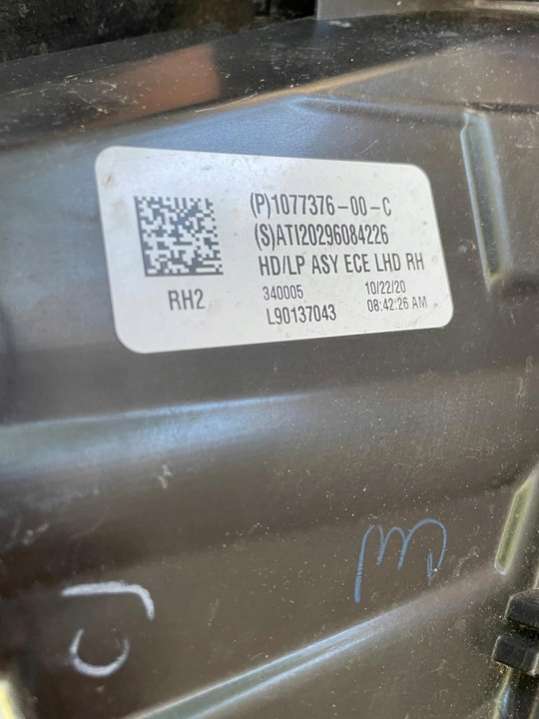 (P)1077376-00-C
(S)ATI20296084226
HD/LP ASY ECE LHD RH
RH2
340005 10/22/20
L90137043 08:42:26 AM